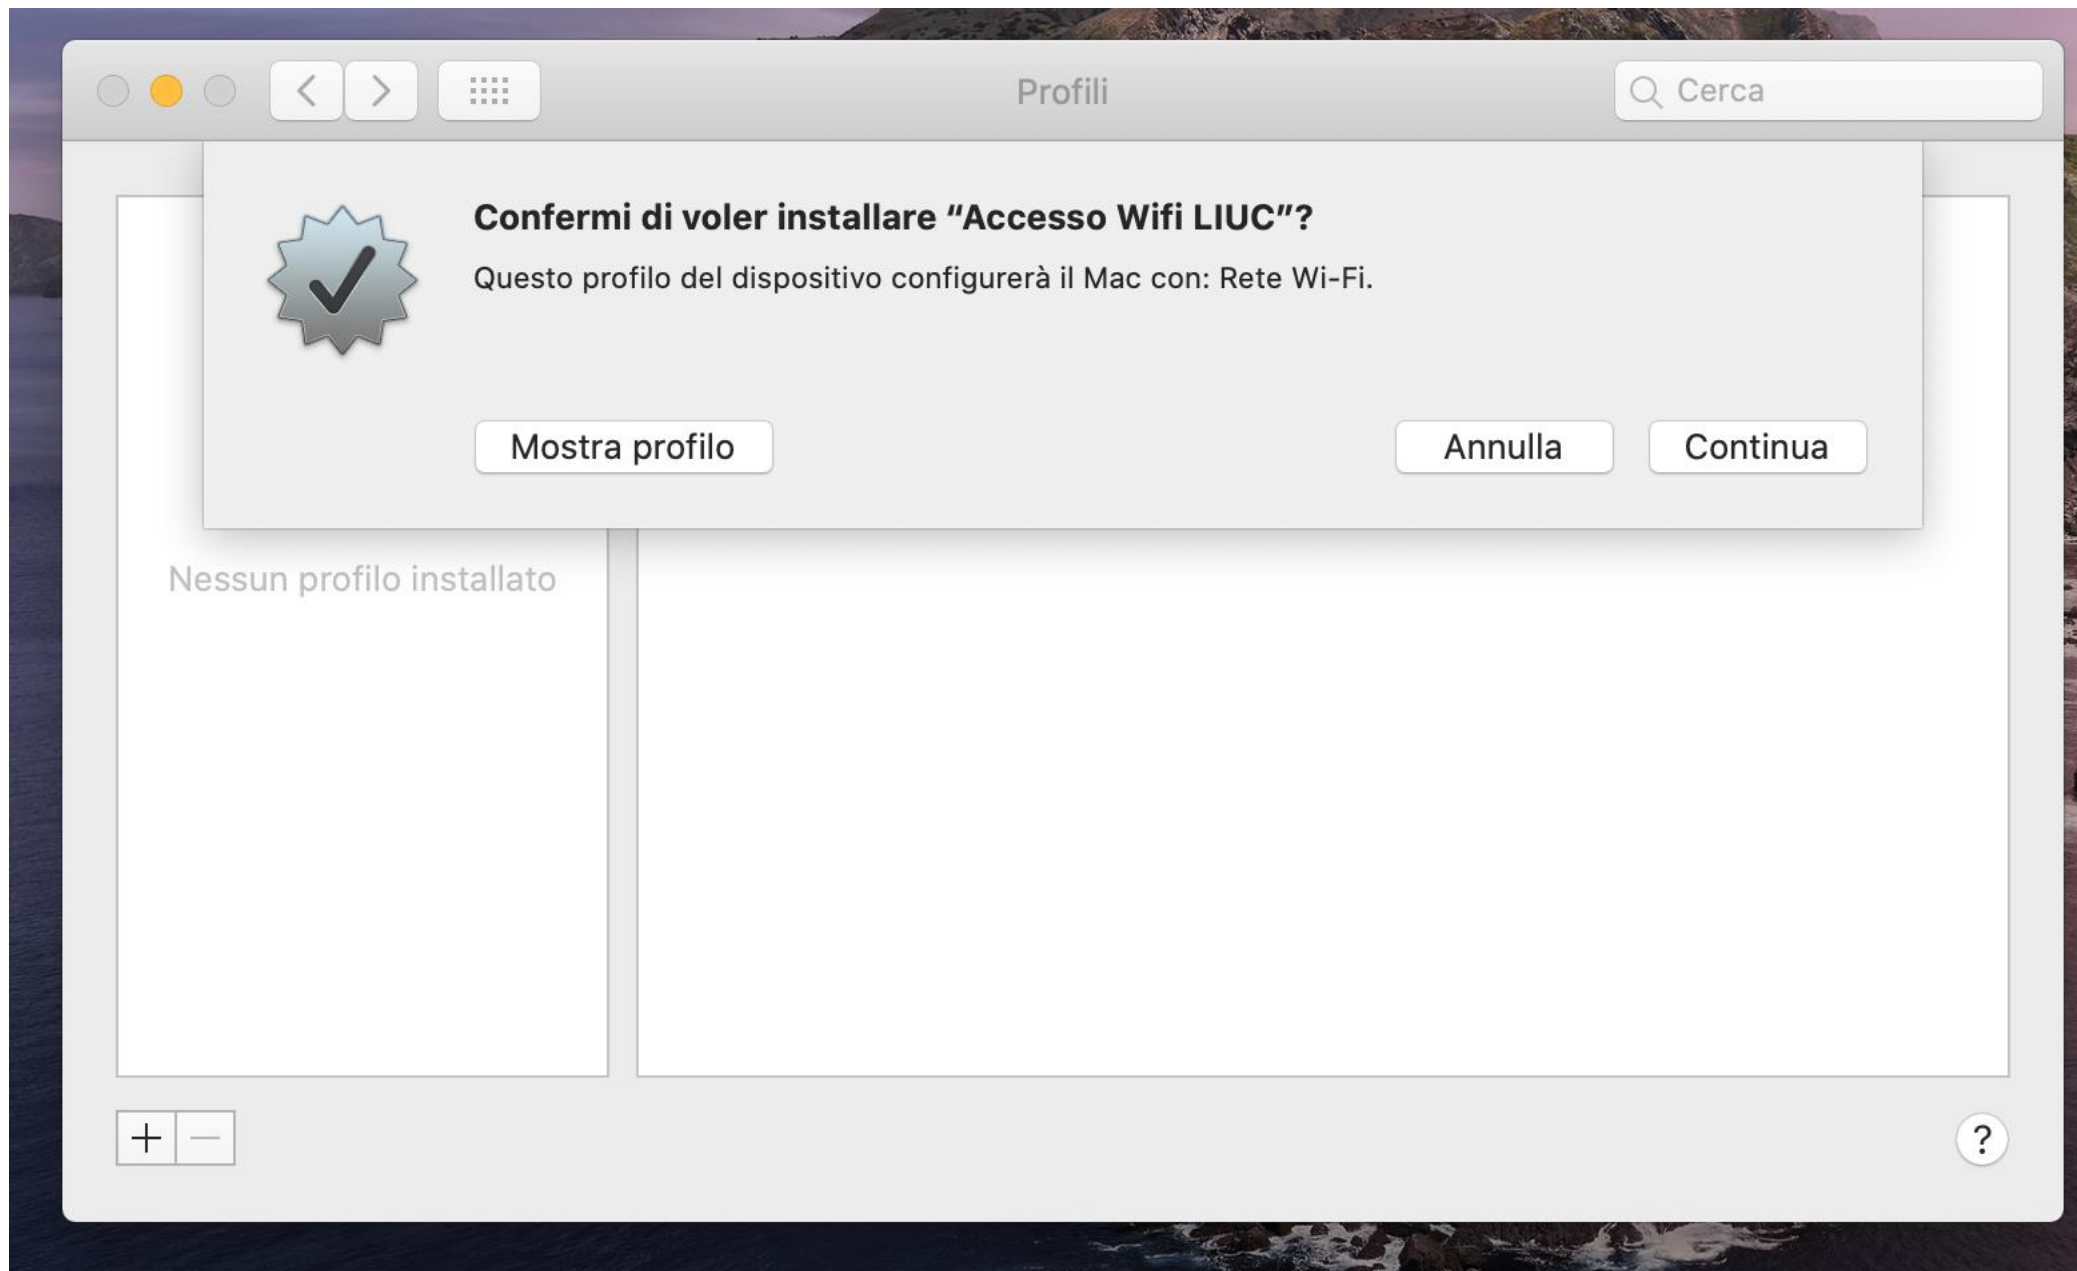 Profili
Cerca
Confermi di voler installare “Accesso Wifi LIUC”?
Questo profilo del dispositivo configurerà il Mac con: Rete Wi-Fi.
Mostra profilo
Annulla
Continua
Nessun profilo installato
?